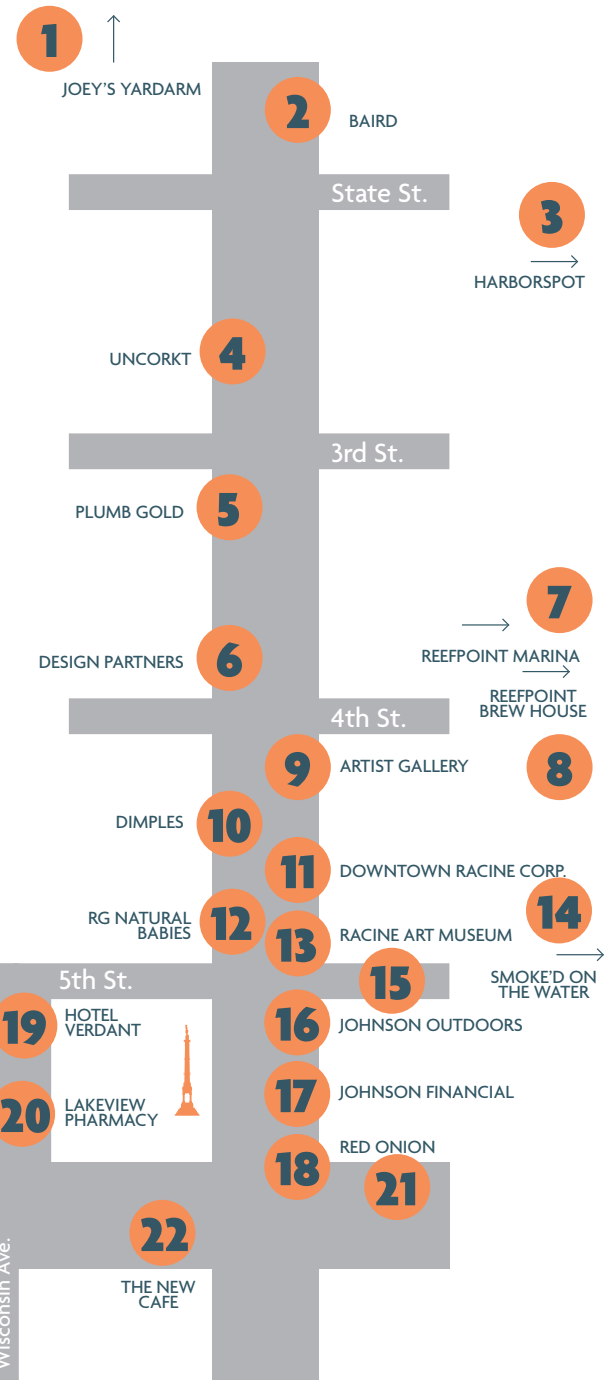 1
JOEY'S YARDARM
2
BAIRD
State St.
3
HARBORSPOT
4
UNCORKT
3rd St.
5
PLUMB GOLD
7
REEFPOINT MARINA
6
DESIGN PARTNERS
REEFPOINT
BREW HOUSE
4th St.
8
9
ARTIST GALLERY
10
DIMPLES
11
DOWNTOWN RACINE CORP.
12
RG NATURAL
BABIES
13
RACINE ART MUSEUM
14
SMOKE'D ON
THE WATER
5th St.
15
19
HOTEL
VERDANT
16
JOHNSON OUTDOORS
20
LAKEVIEW
PHARMACY
17
JOHNSON FINANCIAL
18
RED ONION
21
22
THE NEW
CAFE
Wisconsin Ave.